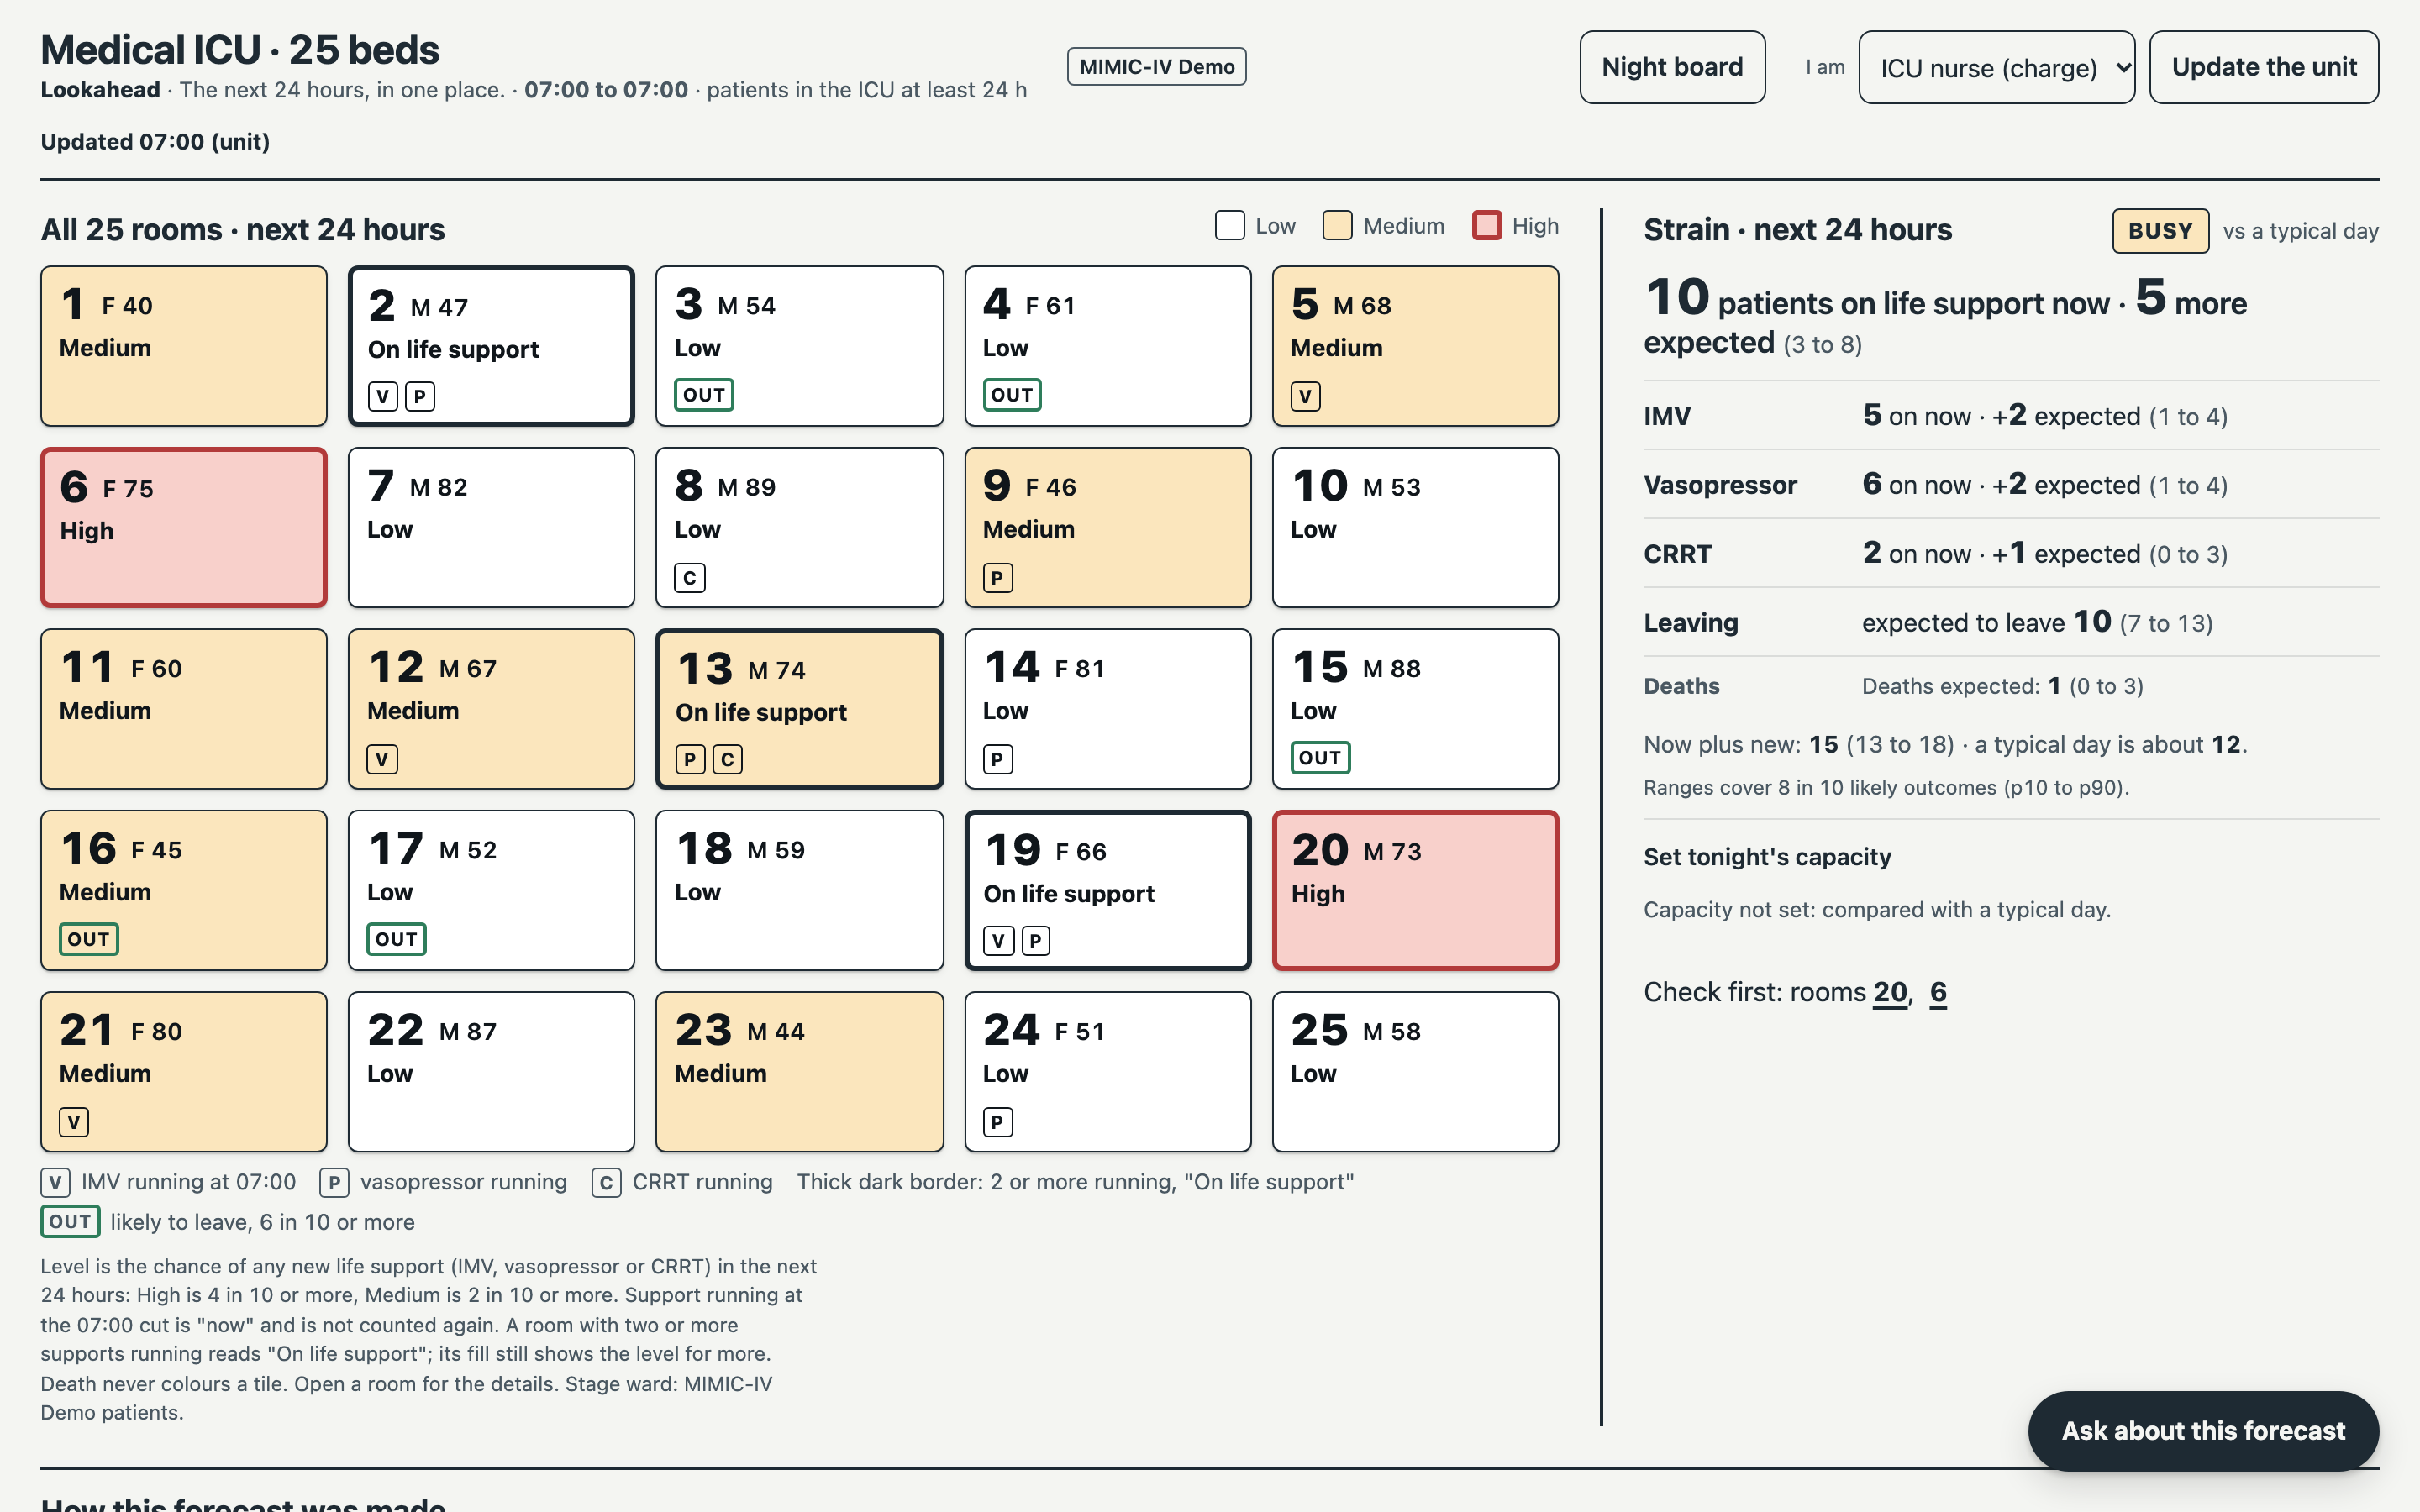 Medical ICU · 25 beds
Lookahead · The next 24 hours, in one place. · 07:00 to 07:00 · patients in the ICU at least 24 h
MIMIC-IV Demo
Night board
I am
ICU nurse (charge)
Update the unit
Updated 07:00 (unit)
All 25 rooms · next 24 hours
Low
Medium
High
1 F 40
Medium
2 M 47
On life support
V P
3 M 54
Low
OUT
4 F 61
Low
OUT
5 M 68
Medium
V
6 F 75
High
7 M 82
Low
8 M 89
Low
C
9 F 46
Medium
P
10 M 53
Low
11 F 60
Medium
12 M 67
Medium
V
13 M 74
On life support
P C
14 F 81
Low
P
15 M 88
Low
OUT
16 F 45
Medium
OUT
17 M 52
Low
OUT
18 M 59
Low
19 F 66
On life support
V P
20 M 73
High
21 F 80
Medium
V
22 M 87
Low
23 M 44
Medium
24 F 51
Low
P
25 M 58
Low
V IMV running at 07:00 P vasopressor running C CRRT running Thick dark border: 2 or more running, "On life support"
OUT likely to leave, 6 in 10 or more
Level is the chance of any new life support (IMV, vasopressor or CRRT) in the next
24 hours: High is 4 in 10 or more, Medium is 2 in 10 or more. Support running at
the 07:00 cut is "now" and is not counted again. A room with two or more
supports running reads "On life support"; its fill still shows the level for more.
Death never colours a tile. Open a room for the details. Stage ward: MIMIC-IV
Demo patients.
Strain · next 24 hours
BUSY vs a typical day
10 patients on life support now · 5 more
expected (3 to 8)
IMV 5 on now · +2 expected (1 to 4)
Vasopressor 6 on now · +2 expected (1 to 4)
CRRT 2 on now · +1 expected (0 to 3)
Leaving expected to leave 10 (7 to 13)
Deaths Deaths expected: 1 (0 to 3)
Now plus new: 15 (13 to 18) · a typical day is about 12.
Ranges cover 8 in 10 likely outcomes (p10 to p90).
Set tonight's capacity
Capacity not set: compared with a typical day.
Check first: rooms 20, 6
Ask about this forecast
How this forecast was made